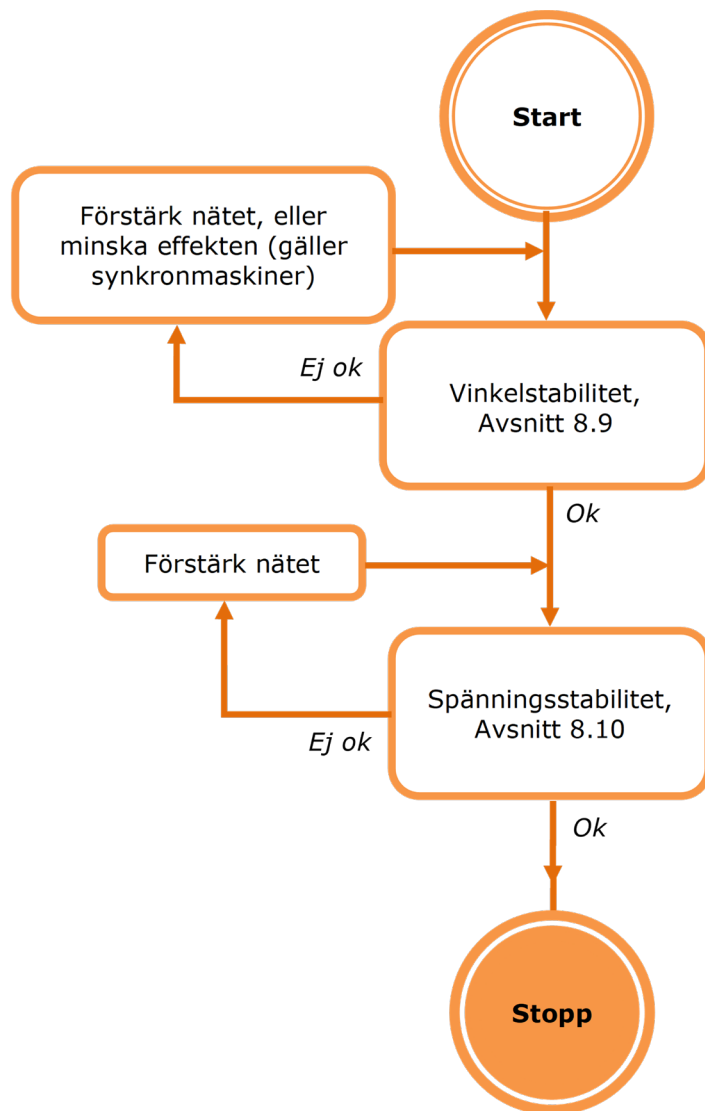 Start
Förstärk nätet, eller
minska effekten (gäller
synkronmaskiner)
Ej ok
Vinkelstabilitet,
Avsnitt 8.9
Ok
Förstärk nätet
Spänningsstabilitet,
Avsnitt 8.10
Ej ok
Ok
Stopp